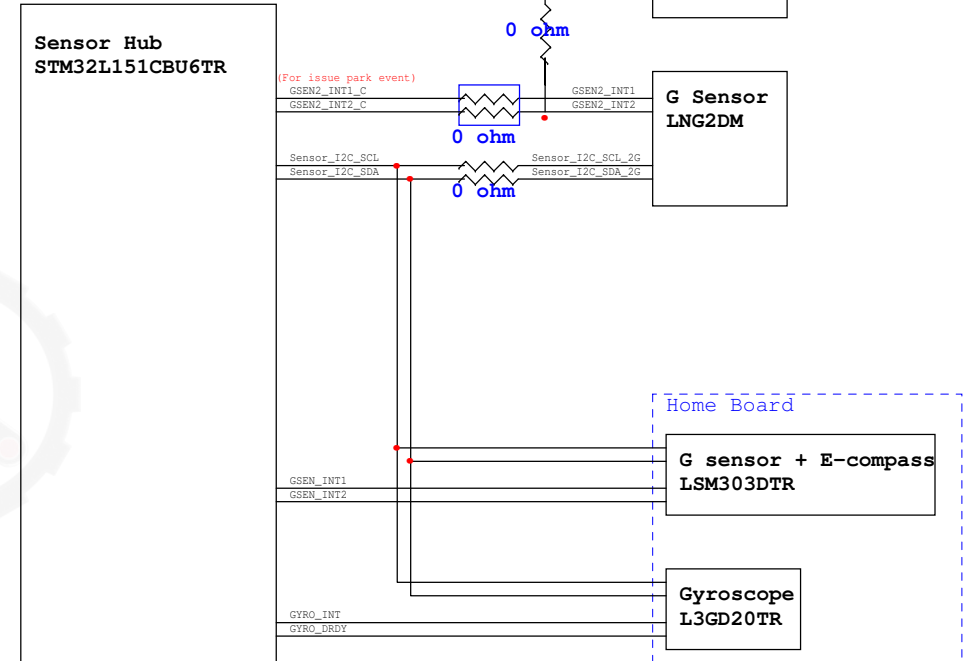 0 ohm
Sensor Hub
STM32L151CBU6TR
(For issue park event)
GSEN2_INT1_C
GSEN2_INT2_C
GSEN2_INT1
GSEN2_INT2
G Sensor
LNG2DM
0 ohm
Sensor_I2C_SCL
Sensor_I2C_SDA
Sensor_I2C_SCL_2G
Sensor_I2C_SDA_2G
0 ohm
Home Board
G sensor + E-compass
LSM303DTR
GSEN_INT1
GSEN_INT2
Gyroscope
L3GD20TR
GYRO_INT
GYRO_DRDY